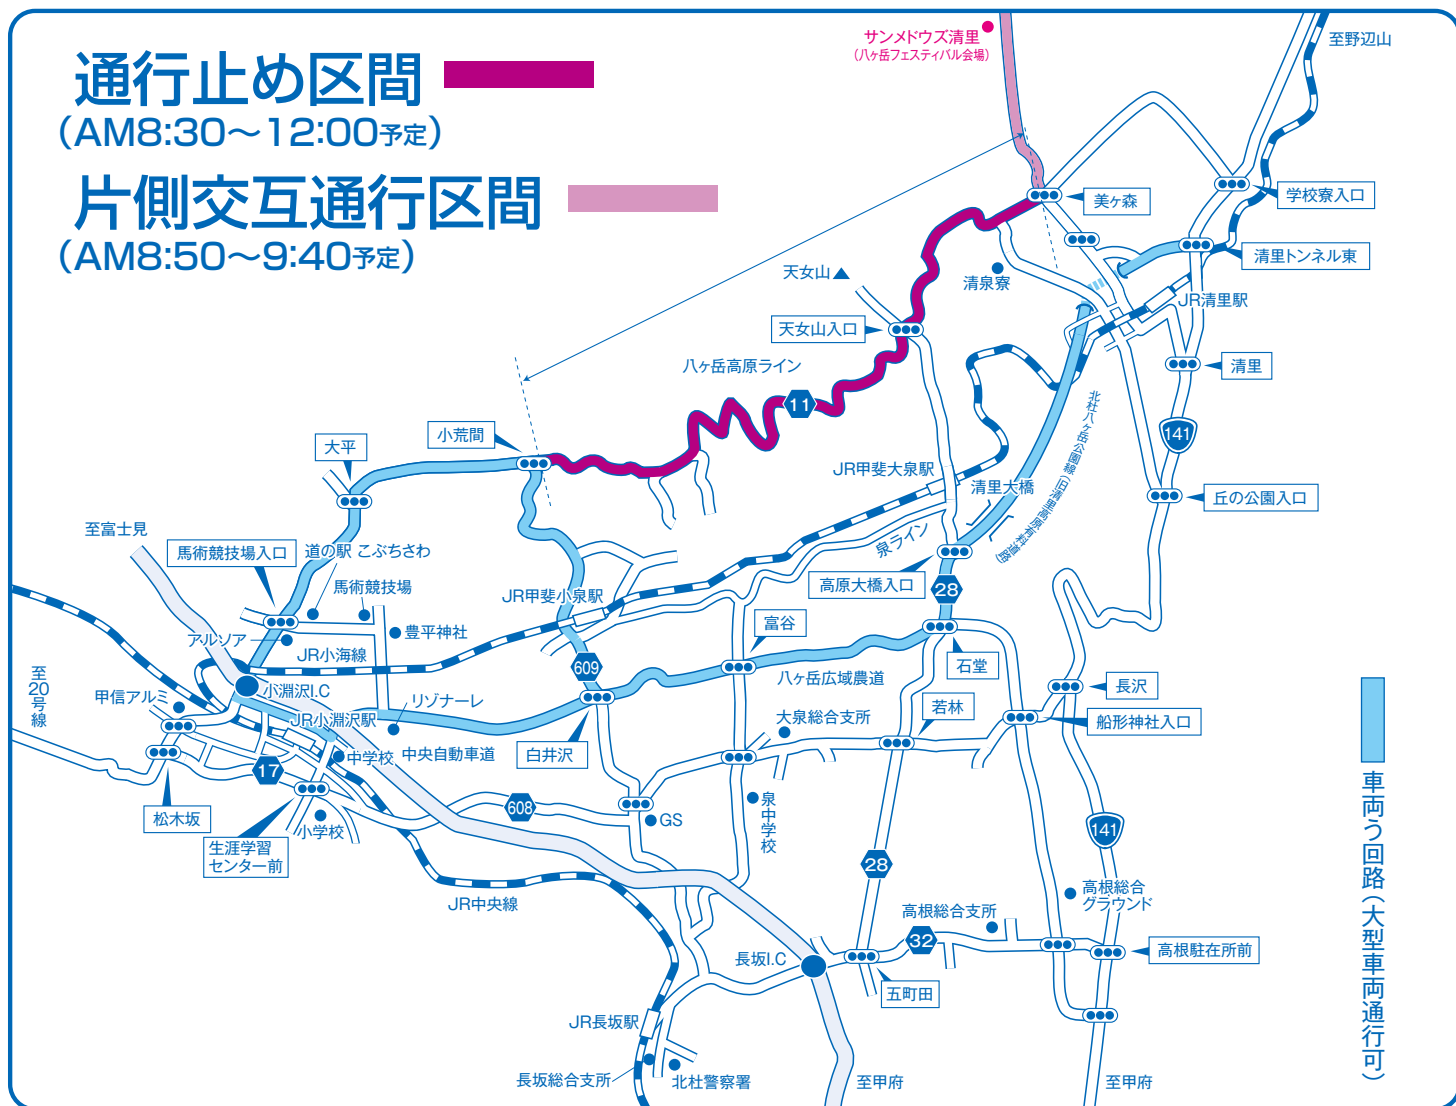 通行止め区間
(AM8:30～12:00予定)
片側交互通行区間
(AM8:50～9:40予定)
サンメドウズ清里
(八ヶ岳フェスティバル会場)
至野辺山
美ヶ森
学校寮入口
清里トンネル東
天女山
清泉寮
JR清里駅
天女山入口
八ヶ岳高原ライン
清里
11
北杜八ヶ岳公園線(旧清里高原有料道路)
141
小荒間
大平
JR甲斐大泉駅
清里大橋
丘の公園入口
至富士見
馬術競技場入口
道の駅 こぶちさわ
泉ライン
馬術競技場
JR甲斐小泉駅
高原大橋入口
28
アルソア
豊平神社
富谷
JR小海線
609
石堂
至20号線
小淵沢I.C
八ヶ岳広域農道
長沢
甲信アルミ
リゾナーレ
若林
JR小淵沢駅
大泉総合支所
船形神社入口
中学校
中央自動車道
白井沢
17
車両う回路(大型車両通行可)
松木坂
608
泉中学校
小学校
GS
141
生涯学習
センター前
28
高根総合
グラウンド
JR中央線
高根総合支所
32
長坂I.C
高根駐在所前
五町田
JR長坂駅
長坂総合支所
北杜警察署
至甲府
至甲府